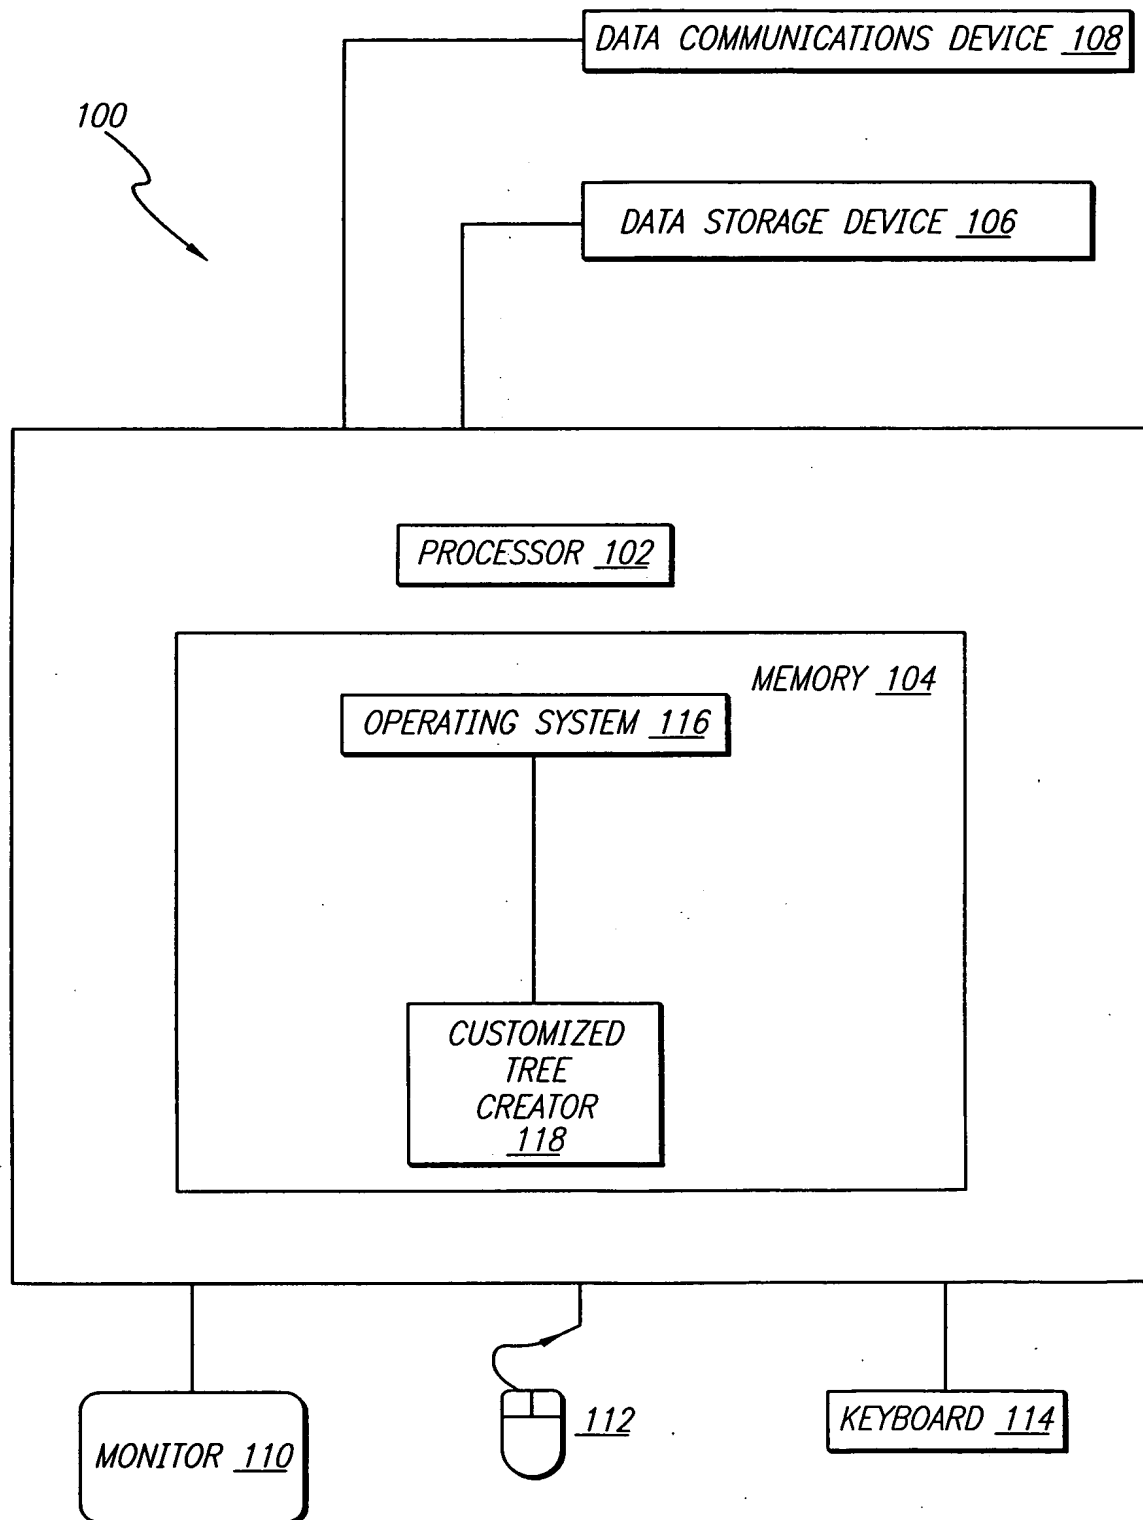 DATA COMMUNICATIONS DEVICE 108
100
DATA STORAGE DEVICE 106
PROCESSOR 102
MEMORY 104
OPERATING SYSTEM 116
CUSTOMIZED
TREE
CREATOR
118
MONITOR 110
112
KEYBOARD 114